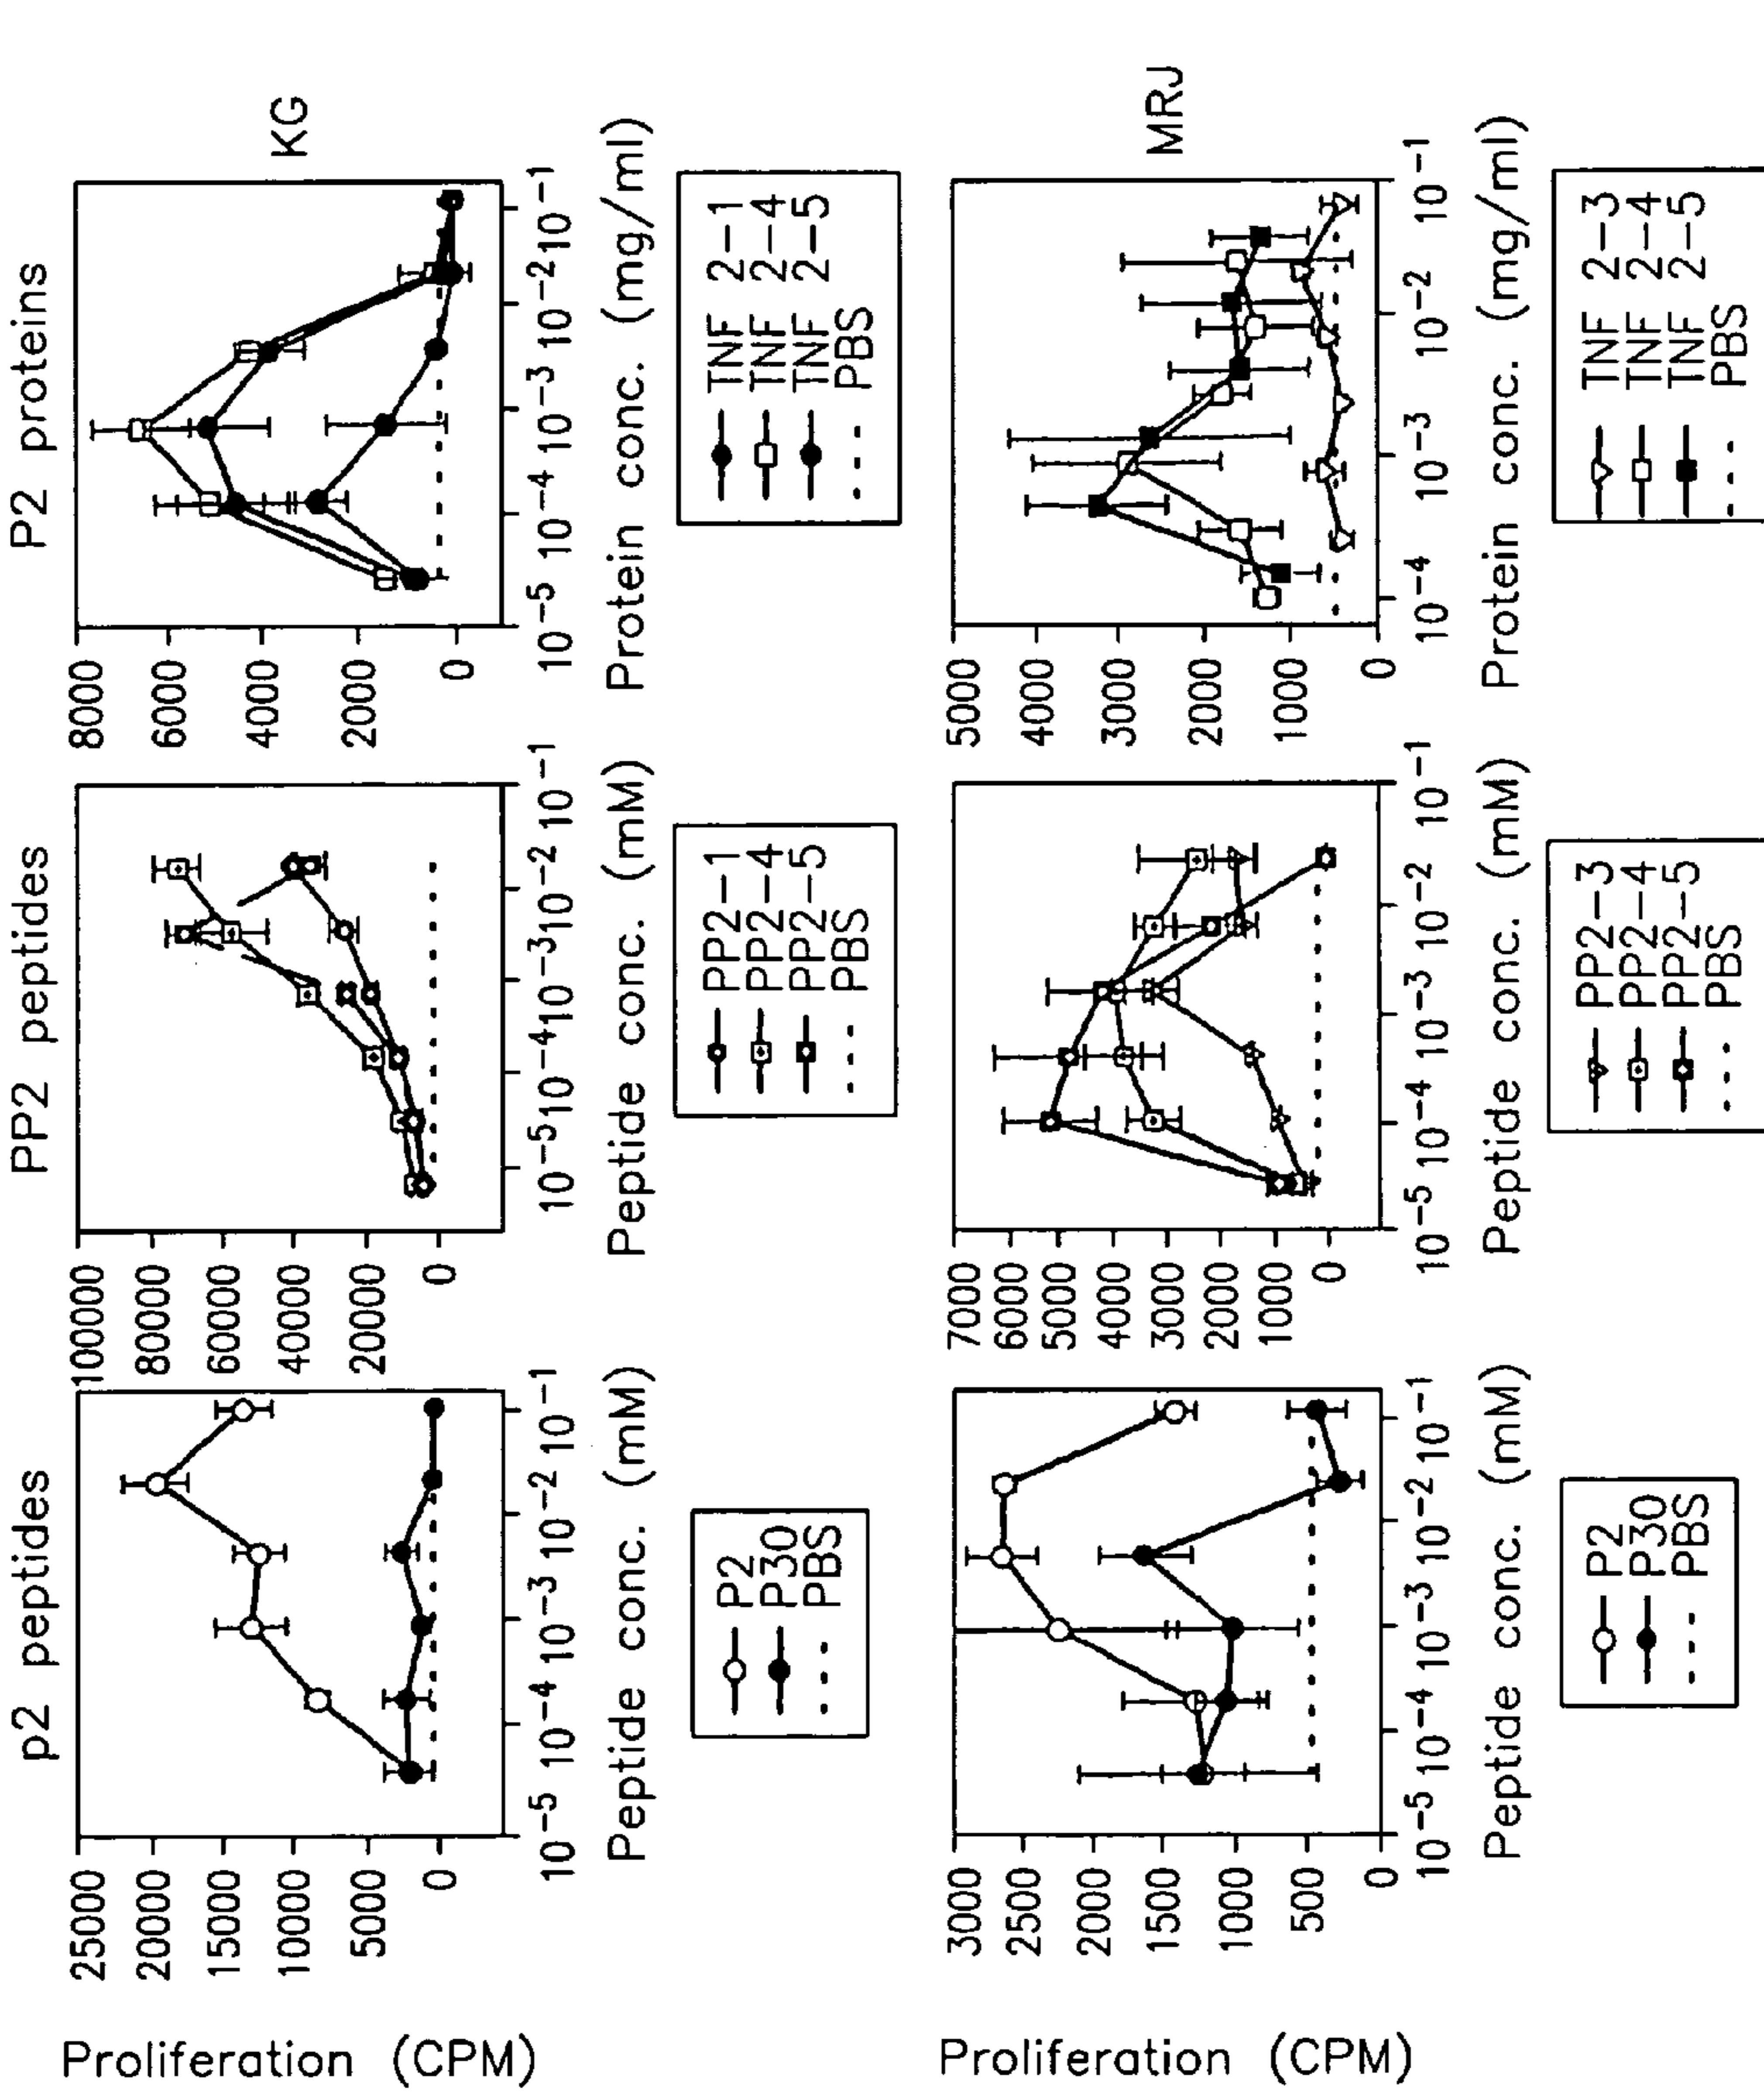 p2 peptides
PP2 peptides
P2 proteins
Proliferation (CPM)
25000
20000
15000
10000
5000
0
10−5 10−4 10−3 10−2 10−1
Peptide conc. (mM)
P2
P30
PBS
100000
80000
60000
40000
20000
0
10−5 10−4 10−3 10−2 10−1
Peptide conc. (mM)
PP2−1
PP2−4
PP2−5
PBS
8000
6000
4000
2000
0
10−5 10−4 10−3 10−2 10−1
Protein conc. (mg/ml)
TNF 2−1
TNF 2−4
TNF 2−5
PBS
KG
Proliferation (CPM)
3000
2500
2000
1500
1000
500
0
10−5 10−4 10−3 10−2 10−1
Peptide conc. (mM)
P2
P30
PBS
7000
6000
50000
40000
30000
20000
10000
0
10−5 10−4 10−3 10−2 10−1
Peptide conc. (mM)
PP2−3
PP2−4
PP2−5
PBS
5000
4000
3000
2000
1000
0
10−4 10−3 10−2 10−1
Protein conc. (mg/ml)
TNF 2−3
TNF 2−4
TNF 2−5
PBS
MRJ